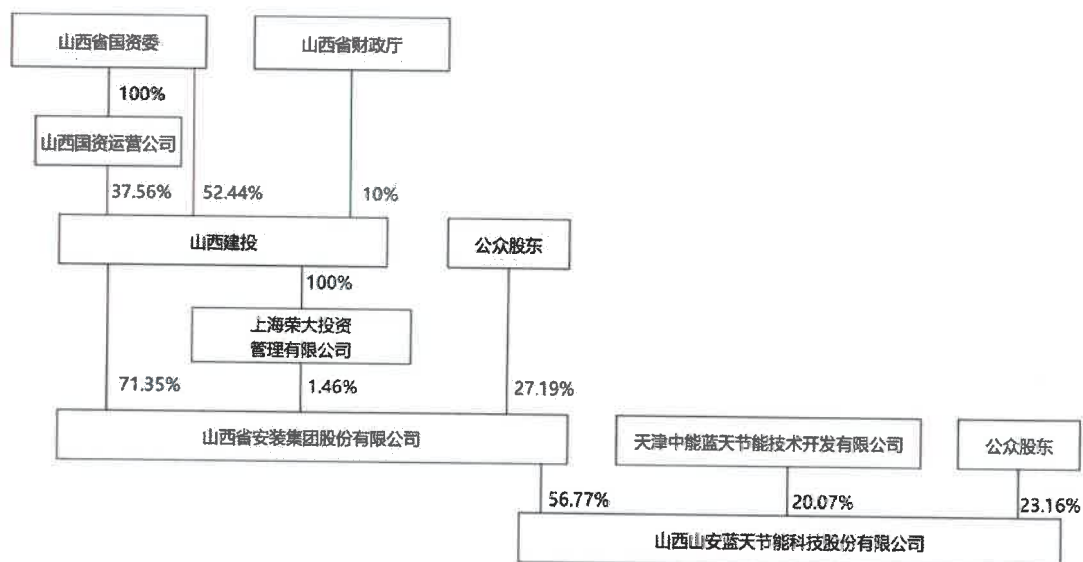 山西省国资委
山西省财政厅
100%
山西国资运营公司
37.56%
52.44%
10%
山西建投
公众股东
100%
上海荣大投资
管理有限公司
71.35%
1.46%
27.19%
山西省安装集团股份有限公司
天津中能蓝天节能技术开发有限公司
公众股东
56.77%
20.07%
23.16%
山西山安蓝天节能科技股份有限公司